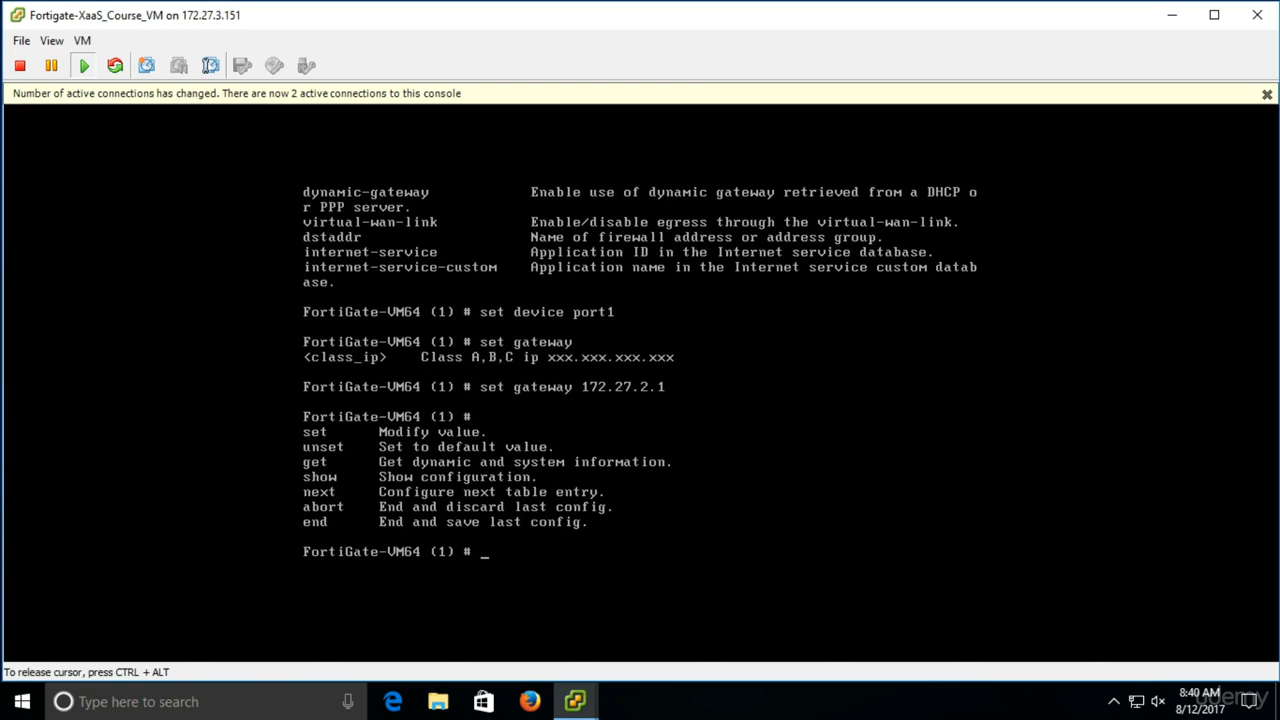 Fortigate-XaaS_Course_VM on 172.27.3.151
File View VM
Number of active connections has changed. There are now 2 active connections to this console
dynamic-gateway Enable use of dynamic gateway retrieved from a DHCP o
r PPP server.
virtual-wan-link Enable/disable egress through the virtual-wan-link.
dstaddr Name of firewall address or address group.
internet-service Application ID in the Internet service database.
internet-service-custom Application name in the Internet service custom datab
ase.
FortiGate-VM64 (1) # set device port1
FortiGate-VM64 (1) # set gateway
<class_ip> Class A,B,C ip xxx.xxx.xxx.xxx
FortiGate-VM64 (1) # set gateway 172.27.2.1
FortiGate-VM64 (1) #
set Modify value.
unset Set to default value.
get Get dynamic and system information.
show Show configuration.
next Configure next table entry.
abort End and discard last config.
end End and save last config.
FortiGate-VM64 (1) # _
To release cursor, press CTRL + ALT
Type here to search
8:40 AM
8/12/2017
udemy